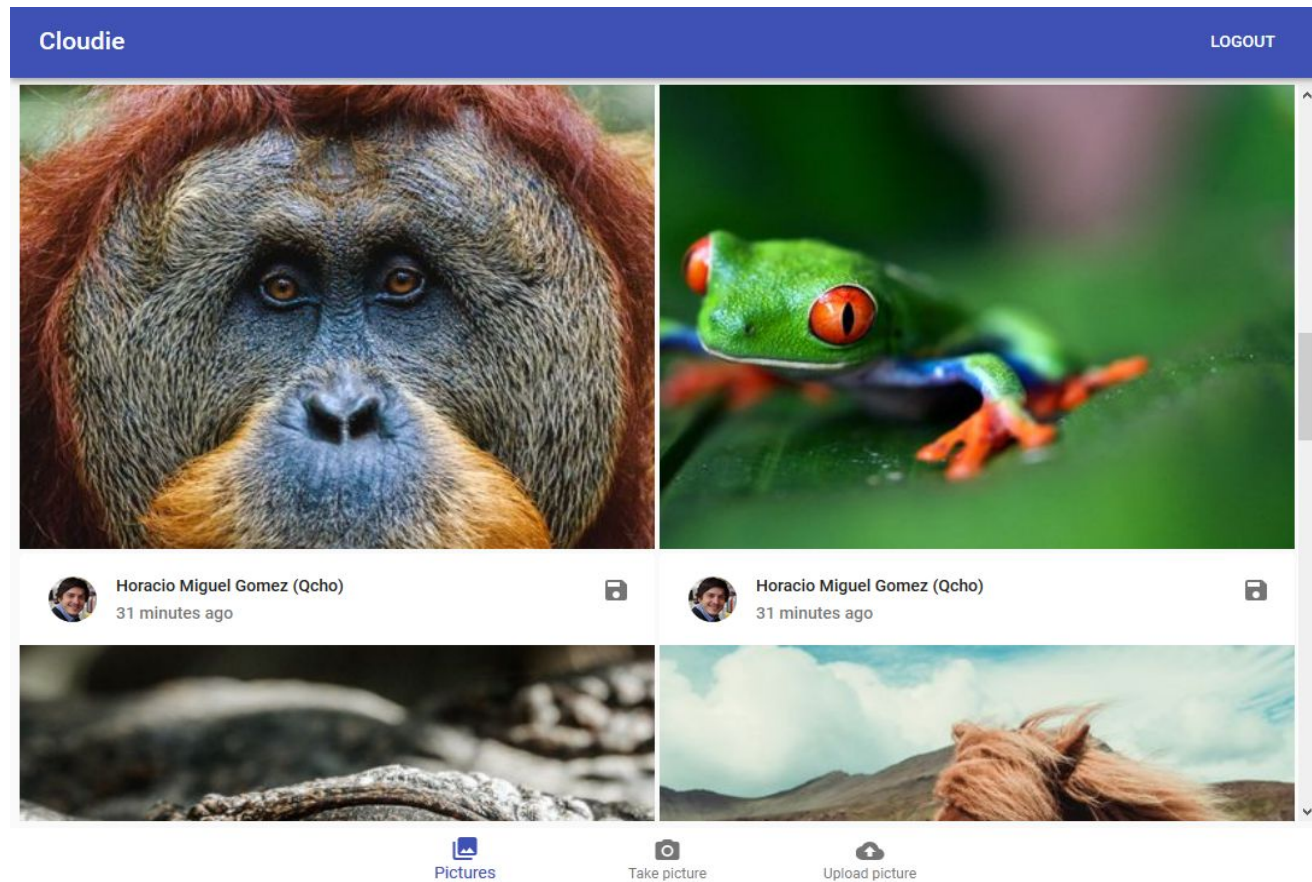 Cloudie
LOGOUT
Horacio Miguel Gomez (Qcho)
31 minutes ago
Horacio Miguel Gomez (Qcho)
31 minutes ago
Pictures
Take picture
Upload picture